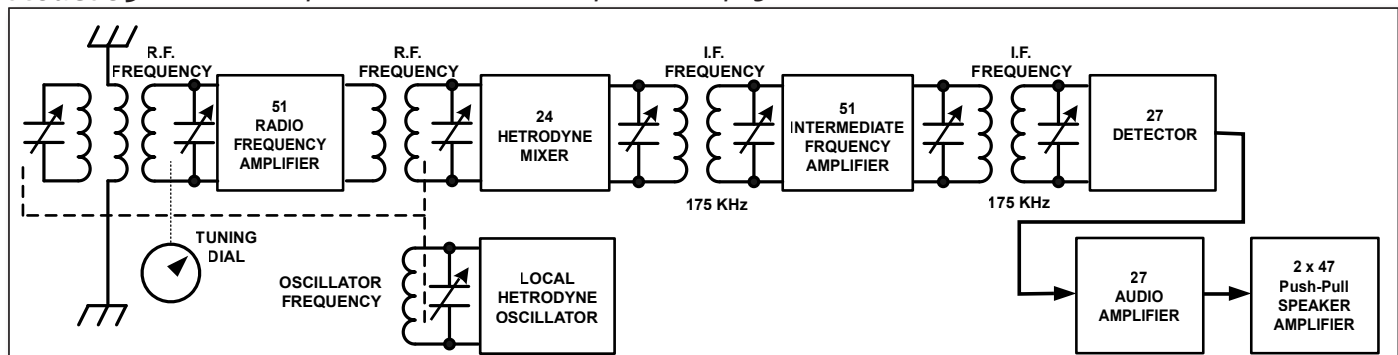 R.F.
FREQUENCY
R.F.
FREQUENCY
I.F.
FREQUENCY
I.F.
FREQUENCY
51
RADIO
FREQUENCY
AMPLIFIER
24
HETRODYNE
MIXER
51
INTERMEDIATE
FRQUENCY
AMPLIFIER
27
DETECTOR
175 KHz
175 KHz
TUNING
DIAL
OSCILLATOR
FREQUENCY
LOCAL
HETRODYNE
OSCILLATOR
27
AUDIO
AMPLIFIER
2 x 47
Push-Pull
SPEAKER
AMPLIFIER